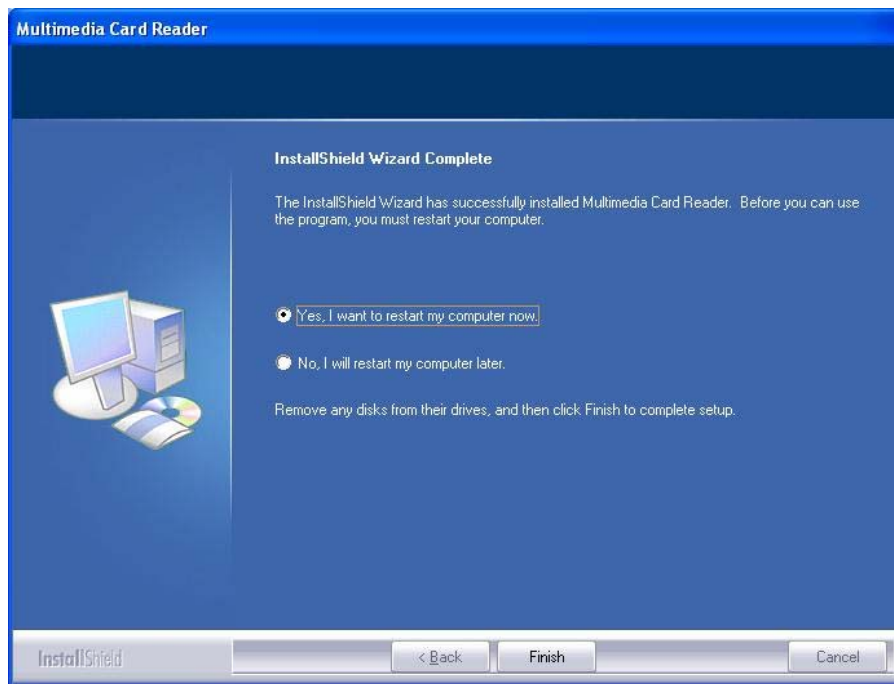 Multimedia Card Reader
InstallShield Wizard Complete
The InstallShield Wizard has successfully installed Multimedia Card Reader. Before you can use
the program, you must restart your computer.
Yes, I want to restart my computer now.
No, I will restart my computer later.
Remove any disks from their drives, and then click Finish to complete setup.
InstallShield
< Back
Finish
Cancel